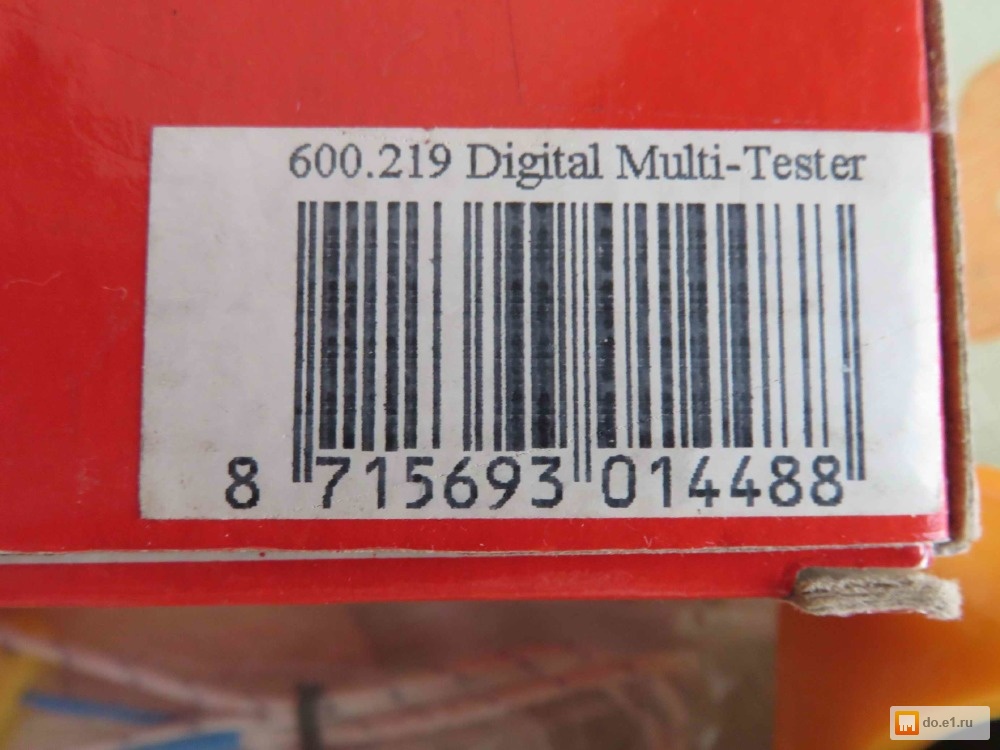 600.219 Digital Multi-Tester
8 715693 014488
do.e1.ru